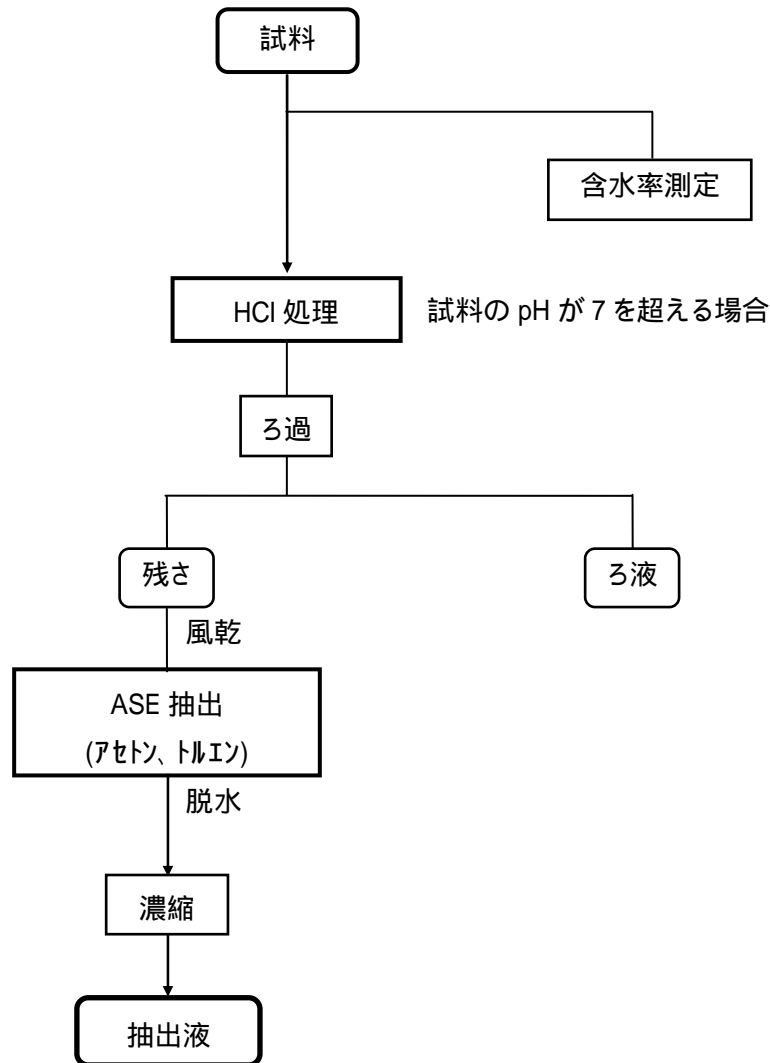 試料
含水率測定
HCl 処理
試料の pH が 7 を超える場合
ろ過
残さ
ろ液
風乾
ASE 抽出
(ｱｾﾄﾝ、ﾄﾙｴﾝ)
脱水
濃縮
抽出液